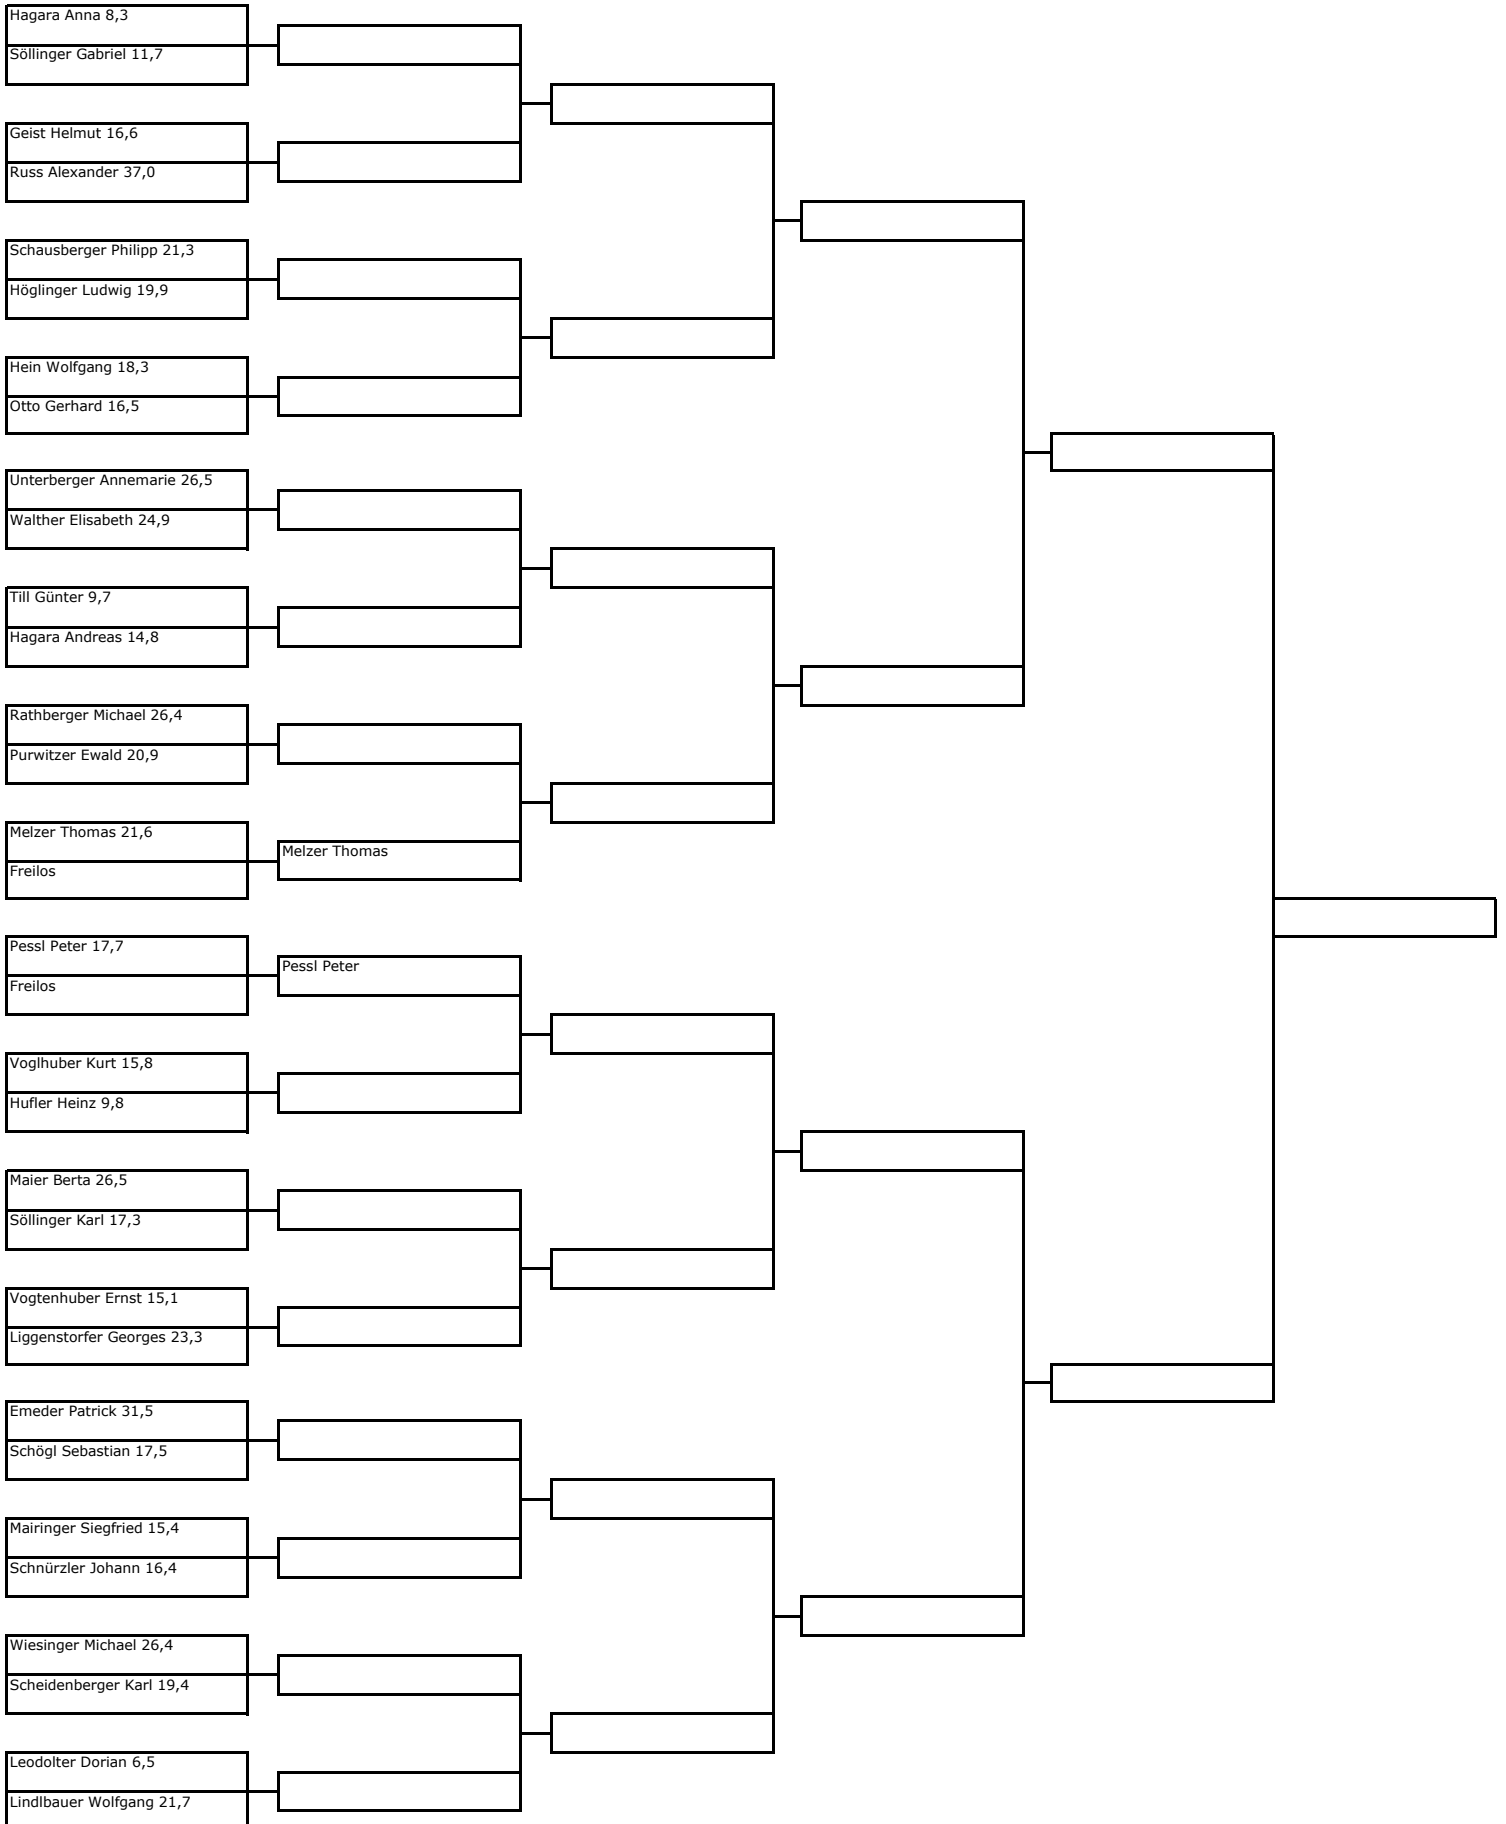 Hagara Anna 8,3
Söllinger Gabriel 11,7
Geist Helmut 16,6
Russ Alexander 37,0
Schausberger Philipp 21,3
Höglinger Ludwig 19,9
Hein Wolfgang 18,3
Otto Gerhard 16,5
Unterberger Annemarie 26,5
Walther Elisabeth 24,9
Till Günter 9,7
Hagara Andreas 14,8
Rathberger Michael 26,4
Purwitzer Ewald 20,9
Melzer Thomas 21,6
Melzer Thomas
Freilos
Pessl Peter 17,7
Pessl Peter
Freilos
Voglhuber Kurt 15,8
Hufler Heinz 9,8
Maier Berta 26,5
Söllinger Karl 17,3
Vogtenhuber Ernst 15,1
Liggenstorfer Georges 23,3
Emeder Patrick 31,5
Schögl Sebastian 17,5
Mairinger Siegfried 15,4
Schnürzler Johann 16,4
Wiesinger Michael 26,4
Scheidenberger Karl 19,4
Leodolter Dorian 6,5
Lindlbauer Wolfgang 21,7